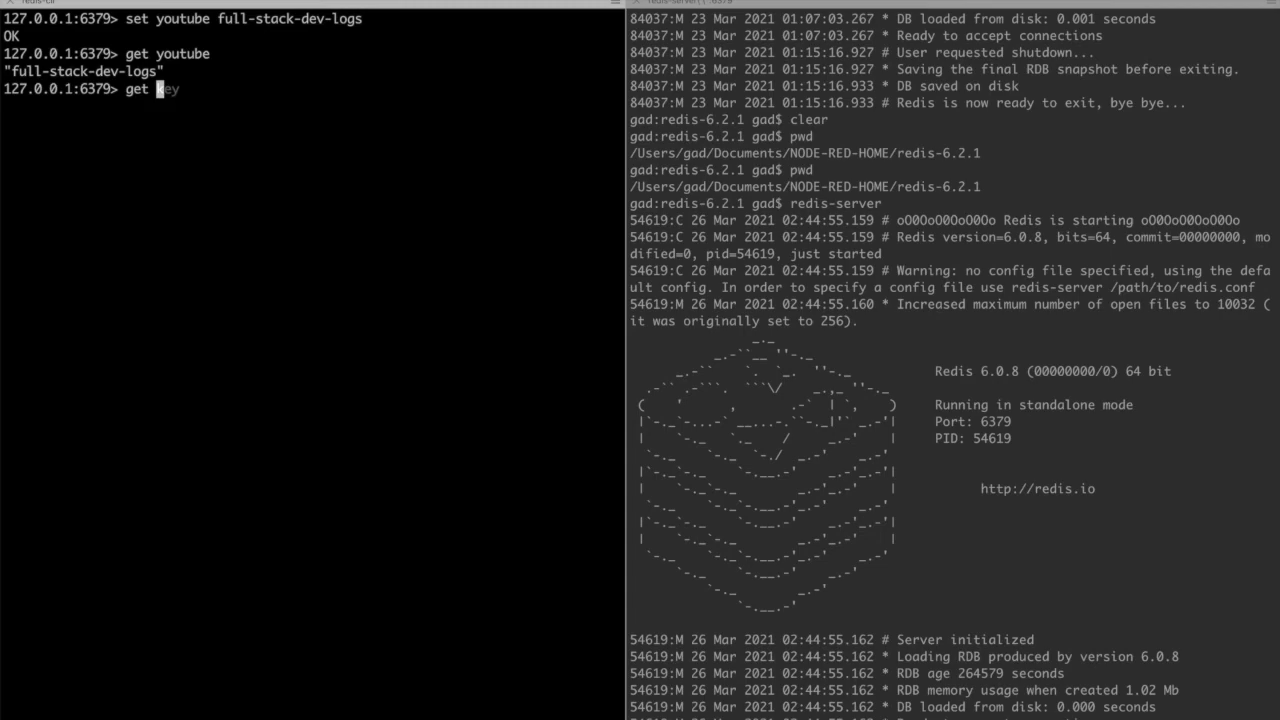 redis-cli
127.0.0.1:6379> set youtube full-stack-dev-logs
OK
127.0.0.1:6379> get youtube
"full-stack-dev-logs"
127.0.0.1:6379> get key
84037:M 23 Mar 2021 01:07:03.267 * DB loaded from disk: 0.001 seconds
84037:M 23 Mar 2021 01:07:03.267 * Ready to accept connections
84037:M 23 Mar 2021 01:15:16.927 # User requested shutdown...
84037:M 23 Mar 2021 01:15:16.927 * Saving the final RDB snapshot before exiting.
84037:M 23 Mar 2021 01:15:16.933 * DB saved on disk
84037:M 23 Mar 2021 01:15:16.933 # Redis is now ready to exit, bye bye...
gad:redis-6.2.1 gad$ clear
gad:redis-6.2.1 gad$ pwd
/Users/gad/Documents/NODE-RED-HOME/redis-6.2.1
gad:redis-6.2.1 gad$ pwd
/Users/gad/Documents/NODE-RED-HOME/redis-6.2.1
gad:redis-6.2.1 gad$ redis-server
54619:C 26 Mar 2021 02:44:55.159 # oO0OoO0OoO0Oo Redis is starting oO0OoO0OoO0Oo
54619:C 26 Mar 2021 02:44:55.159 # Redis version=6.0.8, bits=64, commit=00000000, mo
dified=0, pid=54619, just started
54619:C 26 Mar 2021 02:44:55.159 # Warning: no config file specified, using the defa
ult config. In order to specify a config file use redis-server /path/to/redis.conf
54619:M 26 Mar 2021 02:44:55.160 * Increased maximum number of open files to 10032 (
it was originally set to 256).
Redis 6.0.8 (00000000/0) 64 bit
Running in standalone mode
Port: 6379
PID: 54619
http://redis.io
54619:M 26 Mar 2021 02:44:55.162 # Server initialized
54619:M 26 Mar 2021 02:44:55.162 * Loading RDB produced by version 6.0.8
54619:M 26 Mar 2021 02:44:55.162 * RDB age 264579 seconds
54619:M 26 Mar 2021 02:44:55.162 * RDB memory usage when created 1.02 Mb
54619:M 26 Mar 2021 02:44:55.162 * DB loaded from disk: 0.000 seconds